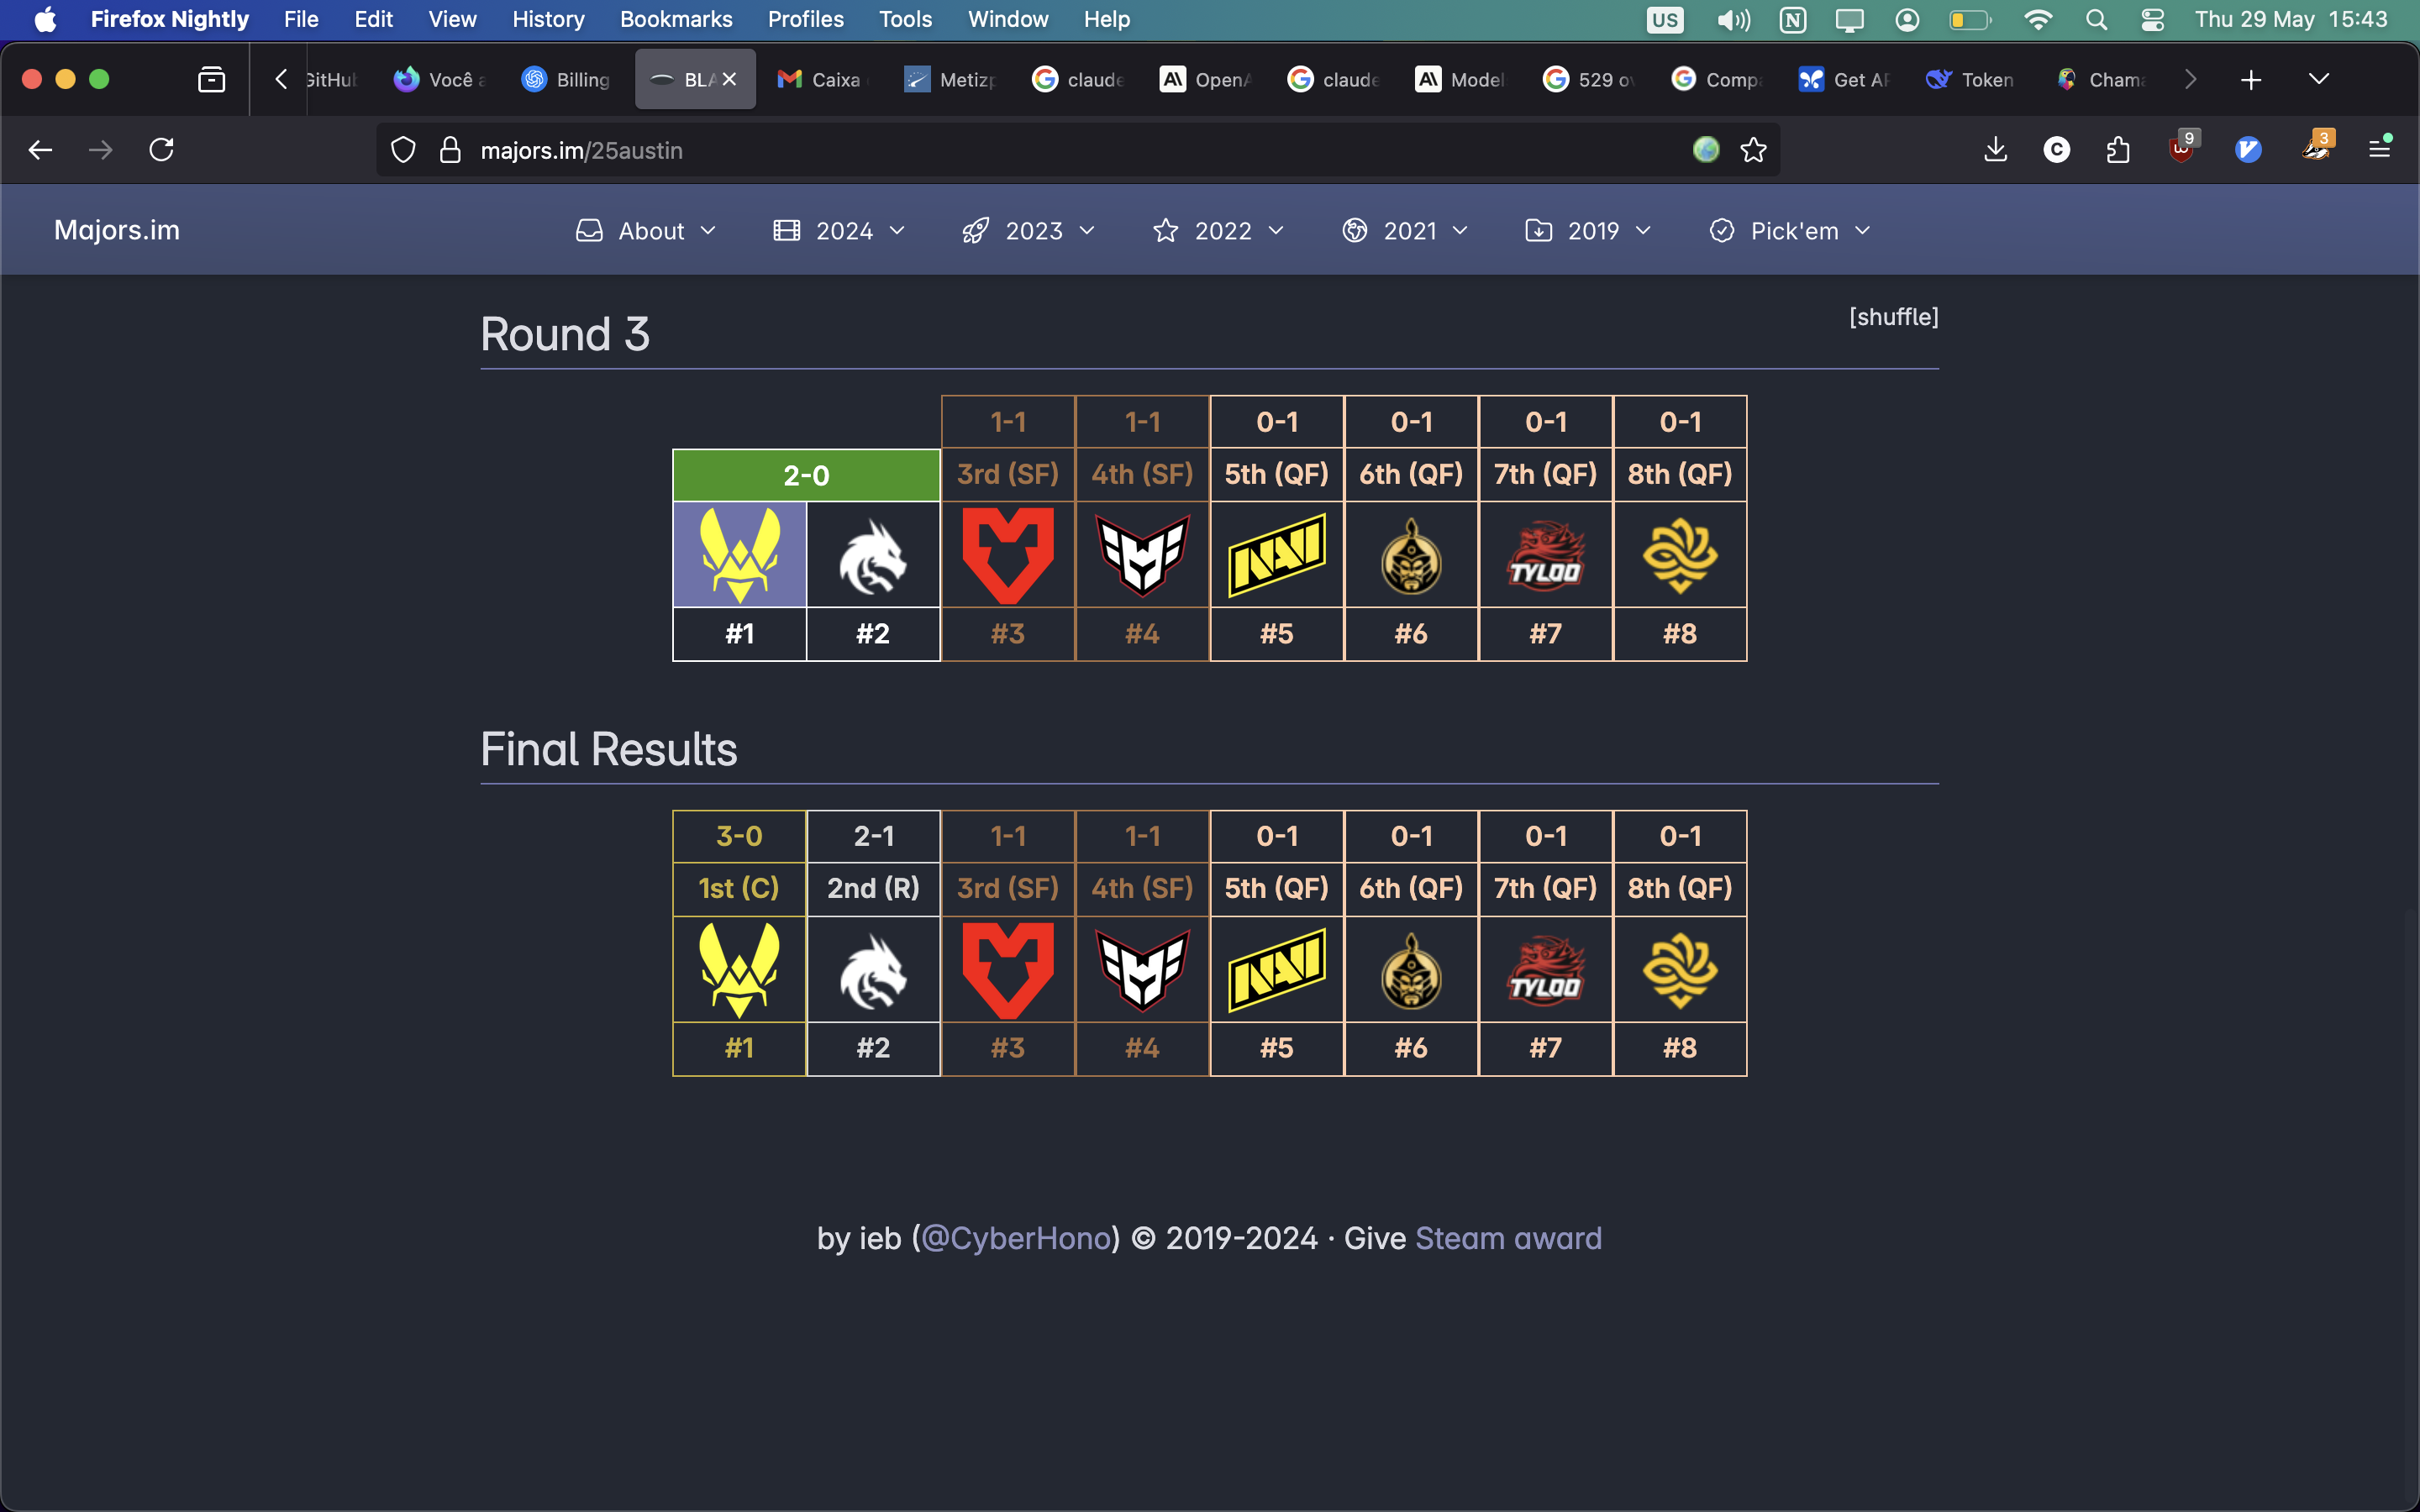 Firefox Nightly File Edit View History Bookmarks Profiles Tools Window Help US Thu 29 May 15:43
GitHub Você a Billing BLA Caixa Metizp claude OpenA claude Model 529 o Comp Get AP Token Cham
majors.im/25austin 9 3
Majors.im About 2024 2023 2022 2021 2019 Pick'em
[shuffle]
Round 3
1-1 1-1 0-1 0-1 0-1 0-1
2-0 3rd (SF) 4th (SF) 5th (QF) 6th (QF) 7th (QF) 8th (QF)
NAVI TYLOO
#1 #2 #3 #4 #5 #6 #7 #8
Final Results
3-0 2-1 1-1 1-1 0-1 0-1 0-1 0-1
1st (C) 2nd (R) 3rd (SF) 4th (SF) 5th (QF) 6th (QF) 7th (QF) 8th (QF)
NAVI TYLOO
#1 #2 #3 #4 #5 #6 #7 #8
by ieb (@CyberHono) © 2019-2024 · Give Steam award